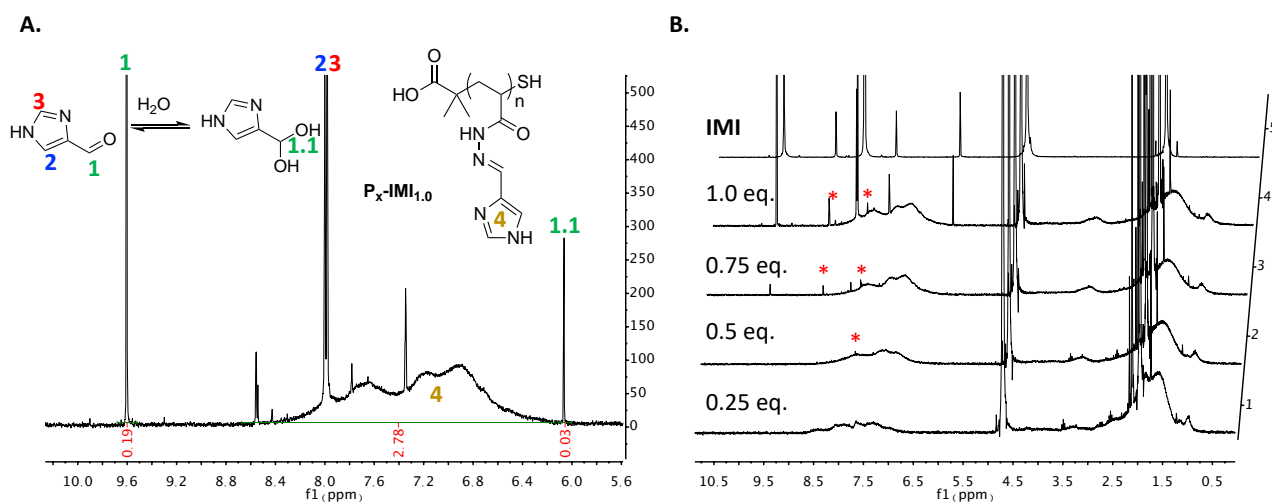 A.
1
2 3
3
N
HN
O
2
1
H₂O
N
HN
OH
1.1
OH
O
HO
SH
n
O
HN
N
N
4
NH
Pₓ-IMI₁.₀
1.1
4
500
450
400
350
300
250
200
150
100
50
0
0.19
2.78
0.03
10.0 9.6 9.2 8.8 8.4 8.0 7.6 7.2 6.8 6.4 6.0 5.6
f1(ppm)
B.
IMI
1.0 eq.
* *
0.75 eq.
* *
0.5 eq.
*
0.25 eq.
5
4
3
2
1
10.5 9.5 8.5 7.5 6.5 5.5 4.5 3.5 2.5 1.5 0.5
f1(ppm)